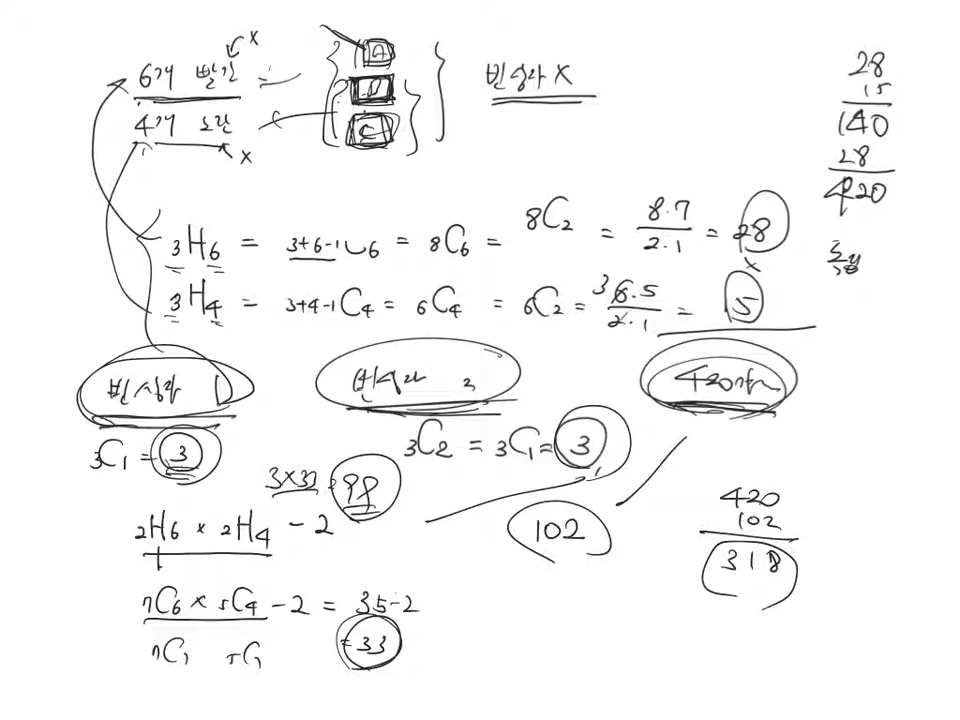 6개 빨간 x
4개 노란 x
A
B
C
빈상자 X
28
15
140
28
420
3H6 = 3+6-1C6 = 8C6 = 8C2 = 8.7/2.1 = 28
x
3H4 = 3+4-1C4 = 6C4 = 6C2 = 3 6.5/2.1 = 5
빈상자 1
빈상자 2
420가지
3C1 = 3
3C2 = 3C1 = 3
3x33 = 99
2H6 x 2H4 - 2
102
420
102
318
7C6 x 5C4 - 2 = 35-2
7C1 5C1
=33